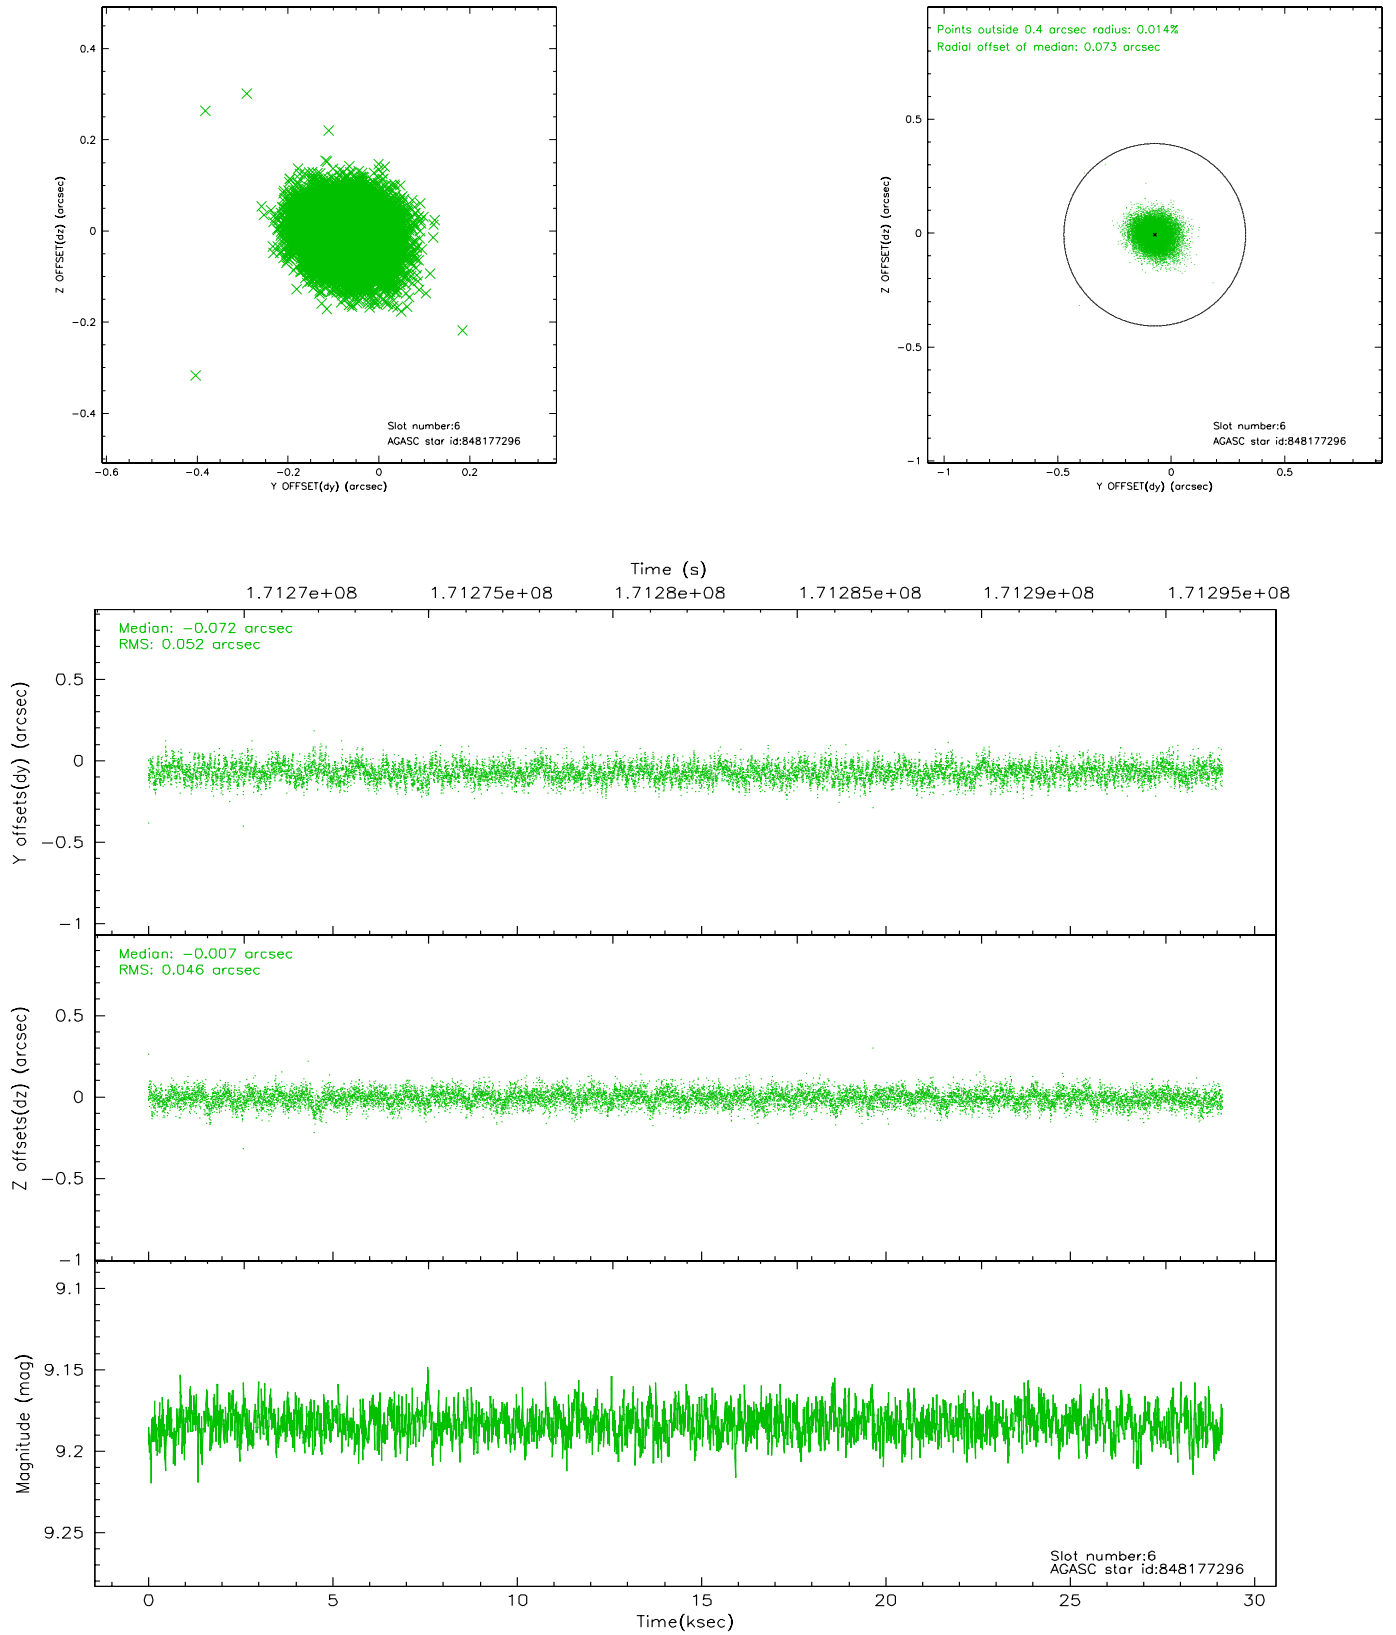 0.4
0.2
0
-0.2
-0.4
Z OFFSET(dz) (arcsec)
Slot number:6
AGASC star id:848177296
-0.6
-0.4
-0.2
0
0.2
Y OFFSET(dy) (arcsec)
Points outside 0.4 arcsec radius: 0.014%
Radial offset of median: 0.073 arcsec
0.5
0
-0.5
-1
Z OFFSET(dz) (arcsec)
Slot number:6
AGASC star id:848177296
-1
-0.5
0
0.5
Y OFFSET(dy) (arcsec)
Time (s)
1.7127e+08
1.71275e+08
1.7128e+08
1.71285e+08
1.7129e+08
1.71295e+08
Median: -0.072 arcsec
RMS: 0.052 arcsec
0.5
0
-0.5
-1
Y offsets(dy) (arcsec)
Median: -0.007 arcsec
RMS: 0.046 arcsec
0.5
0
-0.5
-1
Z offsets(dz) (arcsec)
9.1
9.15
9.2
9.25
Magnitude (mag)
Slot number:6
AGASC star id:848177296
0
5
10
15
20
25
30
Time(ksec)